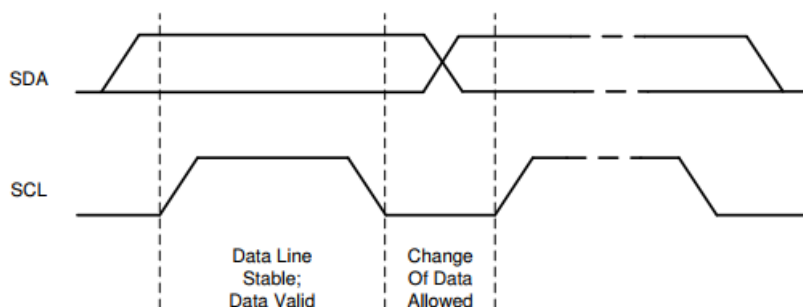 SDA
SCL
Data Line
Stable;
Data Valid
Change
Of Data
Allowed